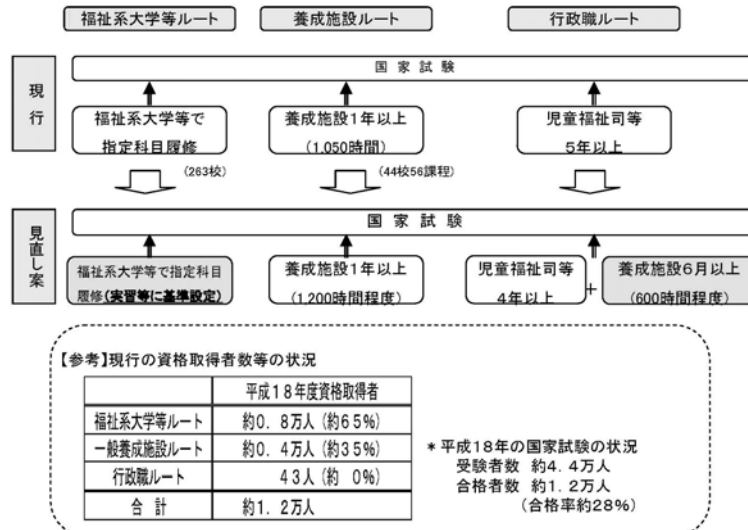 福祉系大学等ルート
養成施設ルート
行政職ルート
現行
国家試験
福祉系大学等で
指定科目履修
養成施設1年以上
(1,050時間)
児童福祉司等
5年以上
(263校)
(44校56課程)
見直し案
国家試験
福祉系大学等で指定科目
履修(実習等に基準設定)
養成施設1年以上
(1,200時間程度)
児童福祉司等
4年以上
+
養成施設6月以上
(600時間程度)
【参考】現行の資格取得者数等の状況
平成18年度資格取得者
福祉系大学等ルート 約0.8万人(約65%)
一般養成施設ルート 約0.4万人(約35%)
行政職ルート 43人(約 0%)
合計 約1.2万人
*平成18年の国家試験の状況
受験者数 約4.4万人
合格者数 約1.2万人
(合格率約28%)